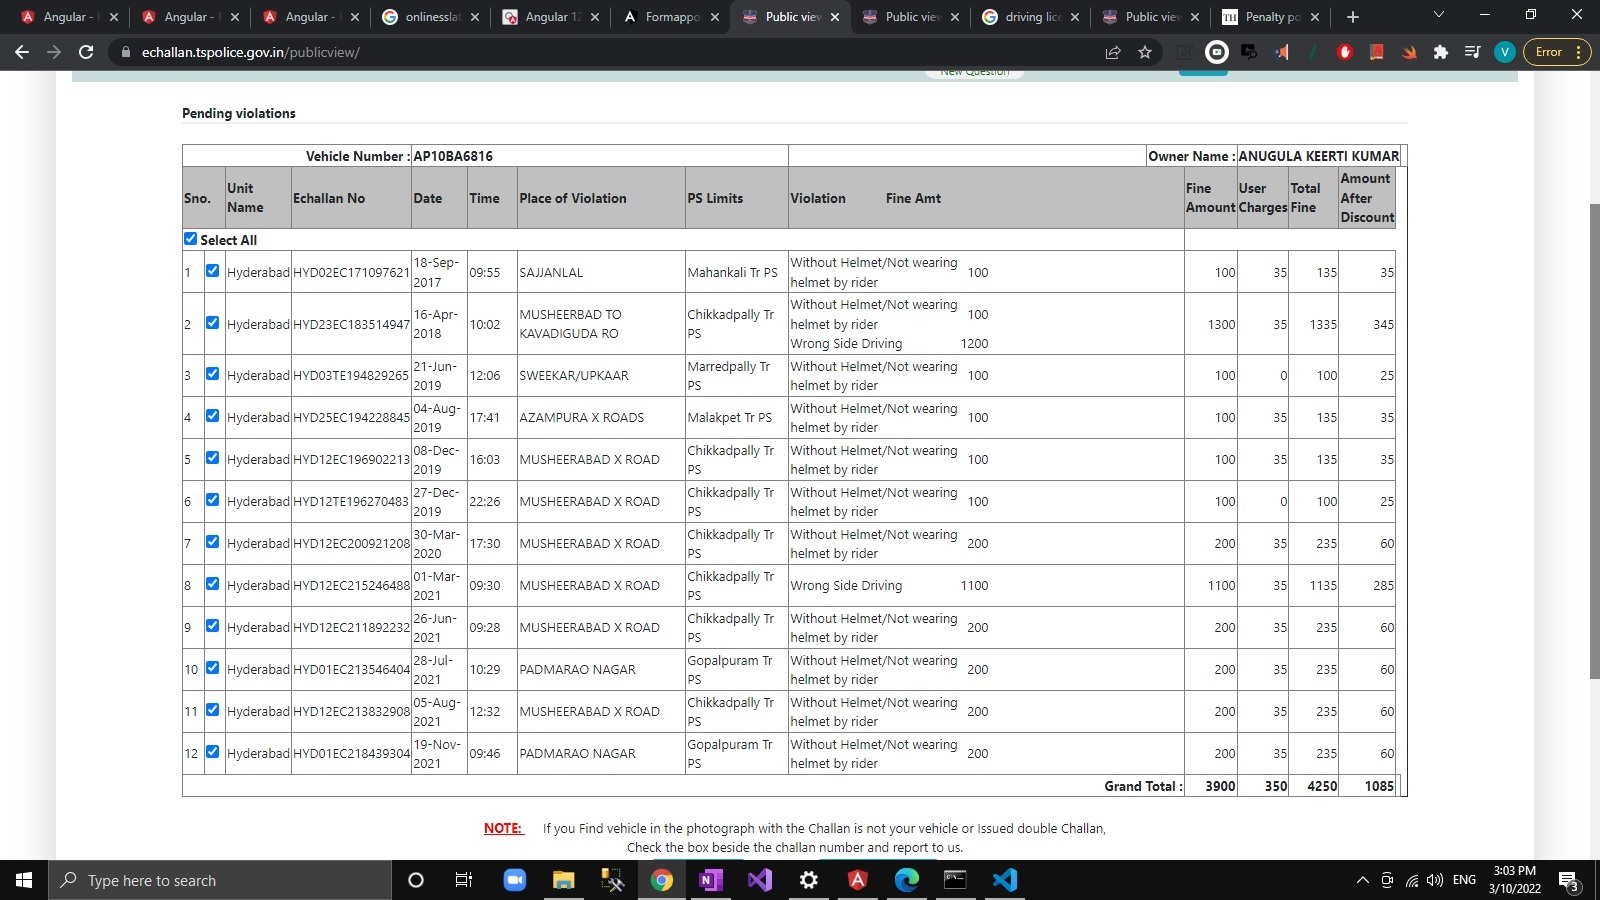 Angular - I
Angular - F
Angular - I
onlinessla
Angular 12
Formappo
Public view
Public view
driving lice
Public view
TH Penalty po
echallan.tspolice.gov.in/publicview/
V Error
New Question
Pending violations
Vehicle Number : AP10BA6816 Owner Name : ANUGULA KEERTI KUMAR
Sno. Unit Name Echallan No Date Time Place of Violation PS Limits Violation Fine Amt Fine Amount User Charges Total Fine Amount After Discount
Select All
1 Hyderabad HYD02EC171097621 18-Sep-2017 09:55 SAJJANLAL Mahankali Tr PS Without Helmet/Not wearing helmet by rider 100 100 35 135 35
2 Hyderabad HYD23EC183514947 16-Apr-2018 10:02 MUSHEERBAD TO KAVADIGUDA RO Chikkadpally Tr PS Without Helmet/Not wearing helmet by rider 100 Wrong Side Driving 1200 1300 35 1335 345
3 Hyderabad HYD03TE194829265 21-Jun-2019 12:06 SWEEKAR/UPKAAR Marredpally Tr PS Without Helmet/Not wearing helmet by rider 100 100 0 100 25
4 Hyderabad HYD25EC194228845 04-Aug-2019 17:41 AZAMPURA X ROADS Malakpet Tr PS Without Helmet/Not wearing helmet by rider 100 100 35 135 35
5 Hyderabad HYD12EC196902213 08-Dec-2019 16:03 MUSHEERABAD X ROAD Chikkadpally Tr PS Without Helmet/Not wearing helmet by rider 100 100 35 135 35
6 Hyderabad HYD12TE196270483 27-Dec-2019 22:26 MUSHEERABAD X ROAD Chikkadpally Tr PS Without Helmet/Not wearing helmet by rider 100 100 0 100 25
7 Hyderabad HYD12EC200921208 30-Mar-2020 17:30 MUSHEERABAD X ROAD Chikkadpally Tr PS Without Helmet/Not wearing helmet by rider 200 200 35 235 60
8 Hyderabad HYD12EC215246488 01-Mar-2021 09:30 MUSHEERABAD X ROAD Chikkadpally Tr PS Wrong Side Driving 1100 1100 35 1135 285
9 Hyderabad HYD12EC211892232 26-Jun-2021 09:28 MUSHEERABAD X ROAD Chikkadpally Tr PS Without Helmet/Not wearing helmet by rider 200 200 35 235 60
10 Hyderabad HYD01EC213546404 28-Jul-2021 10:29 PADMARAO NAGAR Gopalpuram Tr PS Without Helmet/Not wearing helmet by rider 200 200 35 235 60
11 Hyderabad HYD12EC213832908 05-Aug-2021 12:32 MUSHEERABAD X ROAD Chikkadpally Tr PS Without Helmet/Not wearing helmet by rider 200 200 35 235 60
12 Hyderabad HYD01EC218439304 19-Nov-2021 09:46 PADMARAO NAGAR Gopalpuram Tr PS Without Helmet/Not wearing helmet by rider 200 200 35 235 60
Grand Total : 3900 350 4250 1085
NOTE: If you Find vehicle in the photograph with the Challan is not your vehicle or Issued double Challan,
Check the box beside the challan number and report to us.
Type here to search
ENG
3:03 PM
3/10/2022
3